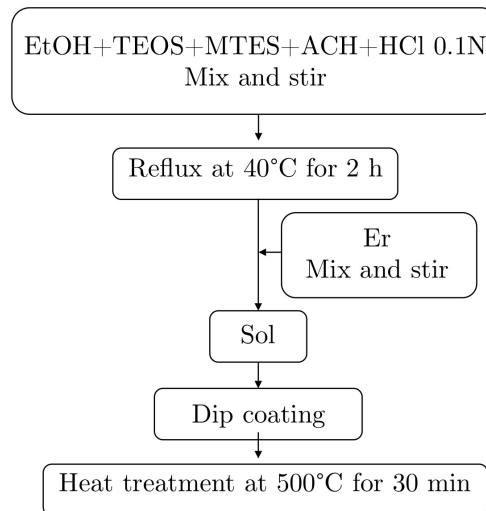 EtOH+TEOS+MTES+ACH+HCl 0.1N
Mix and stir
Reflux at 40°C for 2 h
Er
Mix and stir
Sol
Dip coating
Heat treatment at 500°C for 30 min